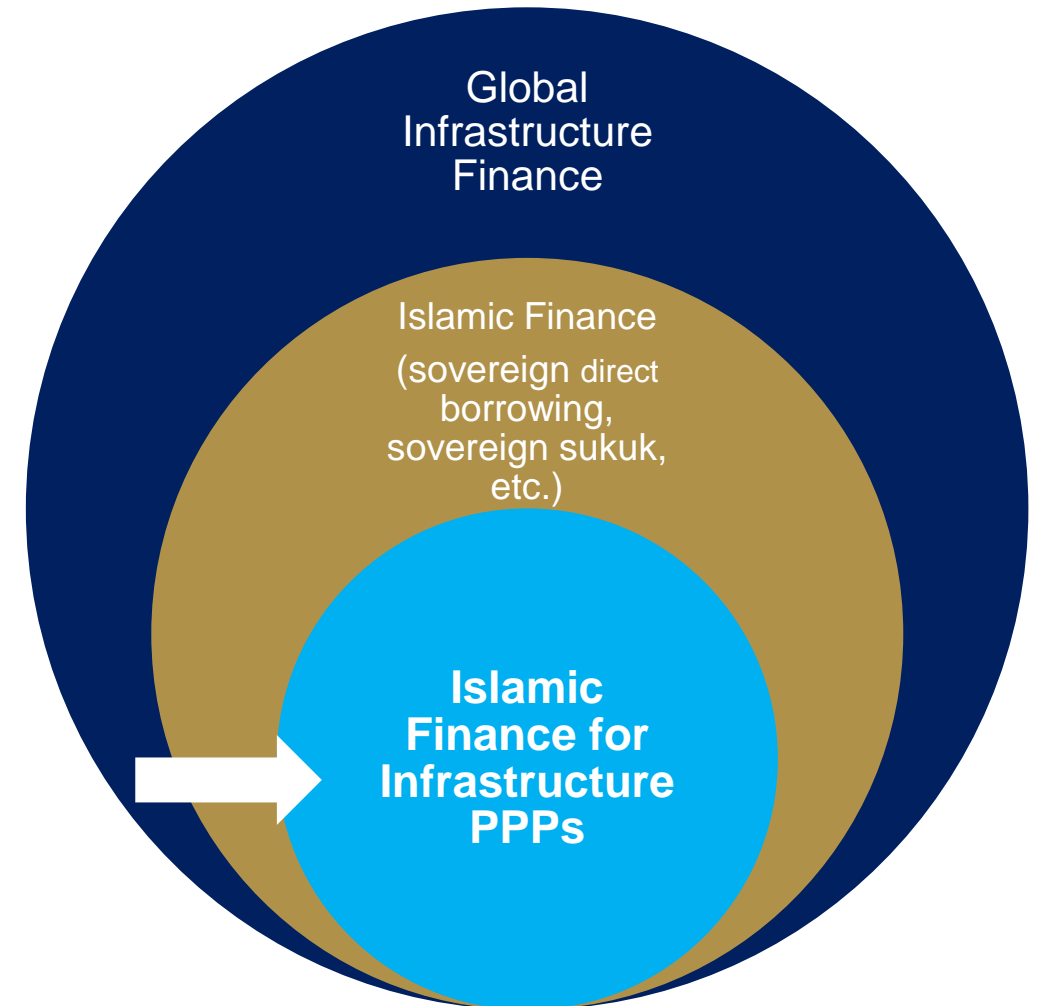 Global
Infrastructure
Finance
Islamic Finance
(sovereign direct
borrowing,
sovereign sukuk,
etc.)
Islamic
Finance for
Infrastructure
PPPs